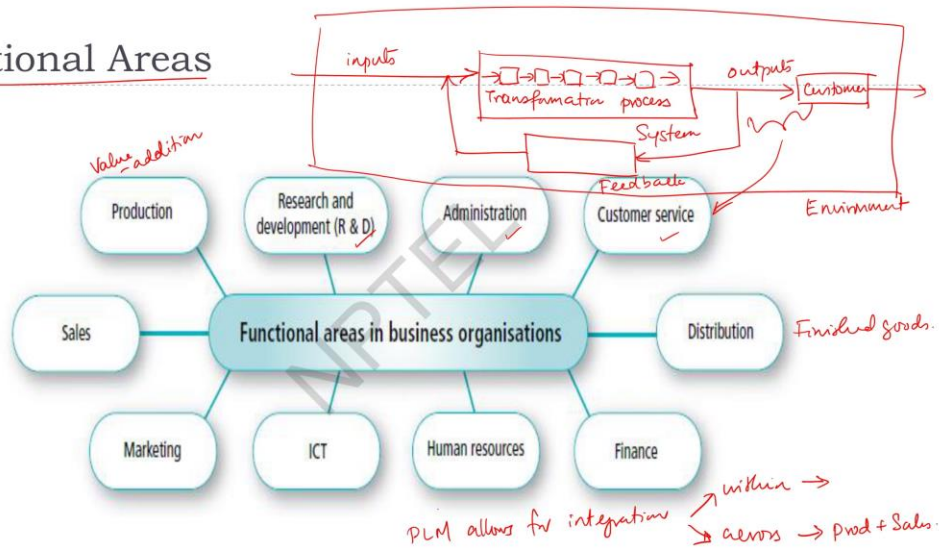 tional Areas
inputs
Transformation process
outputs
Customer
System
Feedback
Environment
Value addition
Production
Research and
development (R & D)
Administration
Customer service
Sales
Functional areas in business organisations
Distribution
Finished goods.
Marketing
ICT
Human resources
Finance
PLM allows for integration
within
across → Prod + Sales.
NPTEL